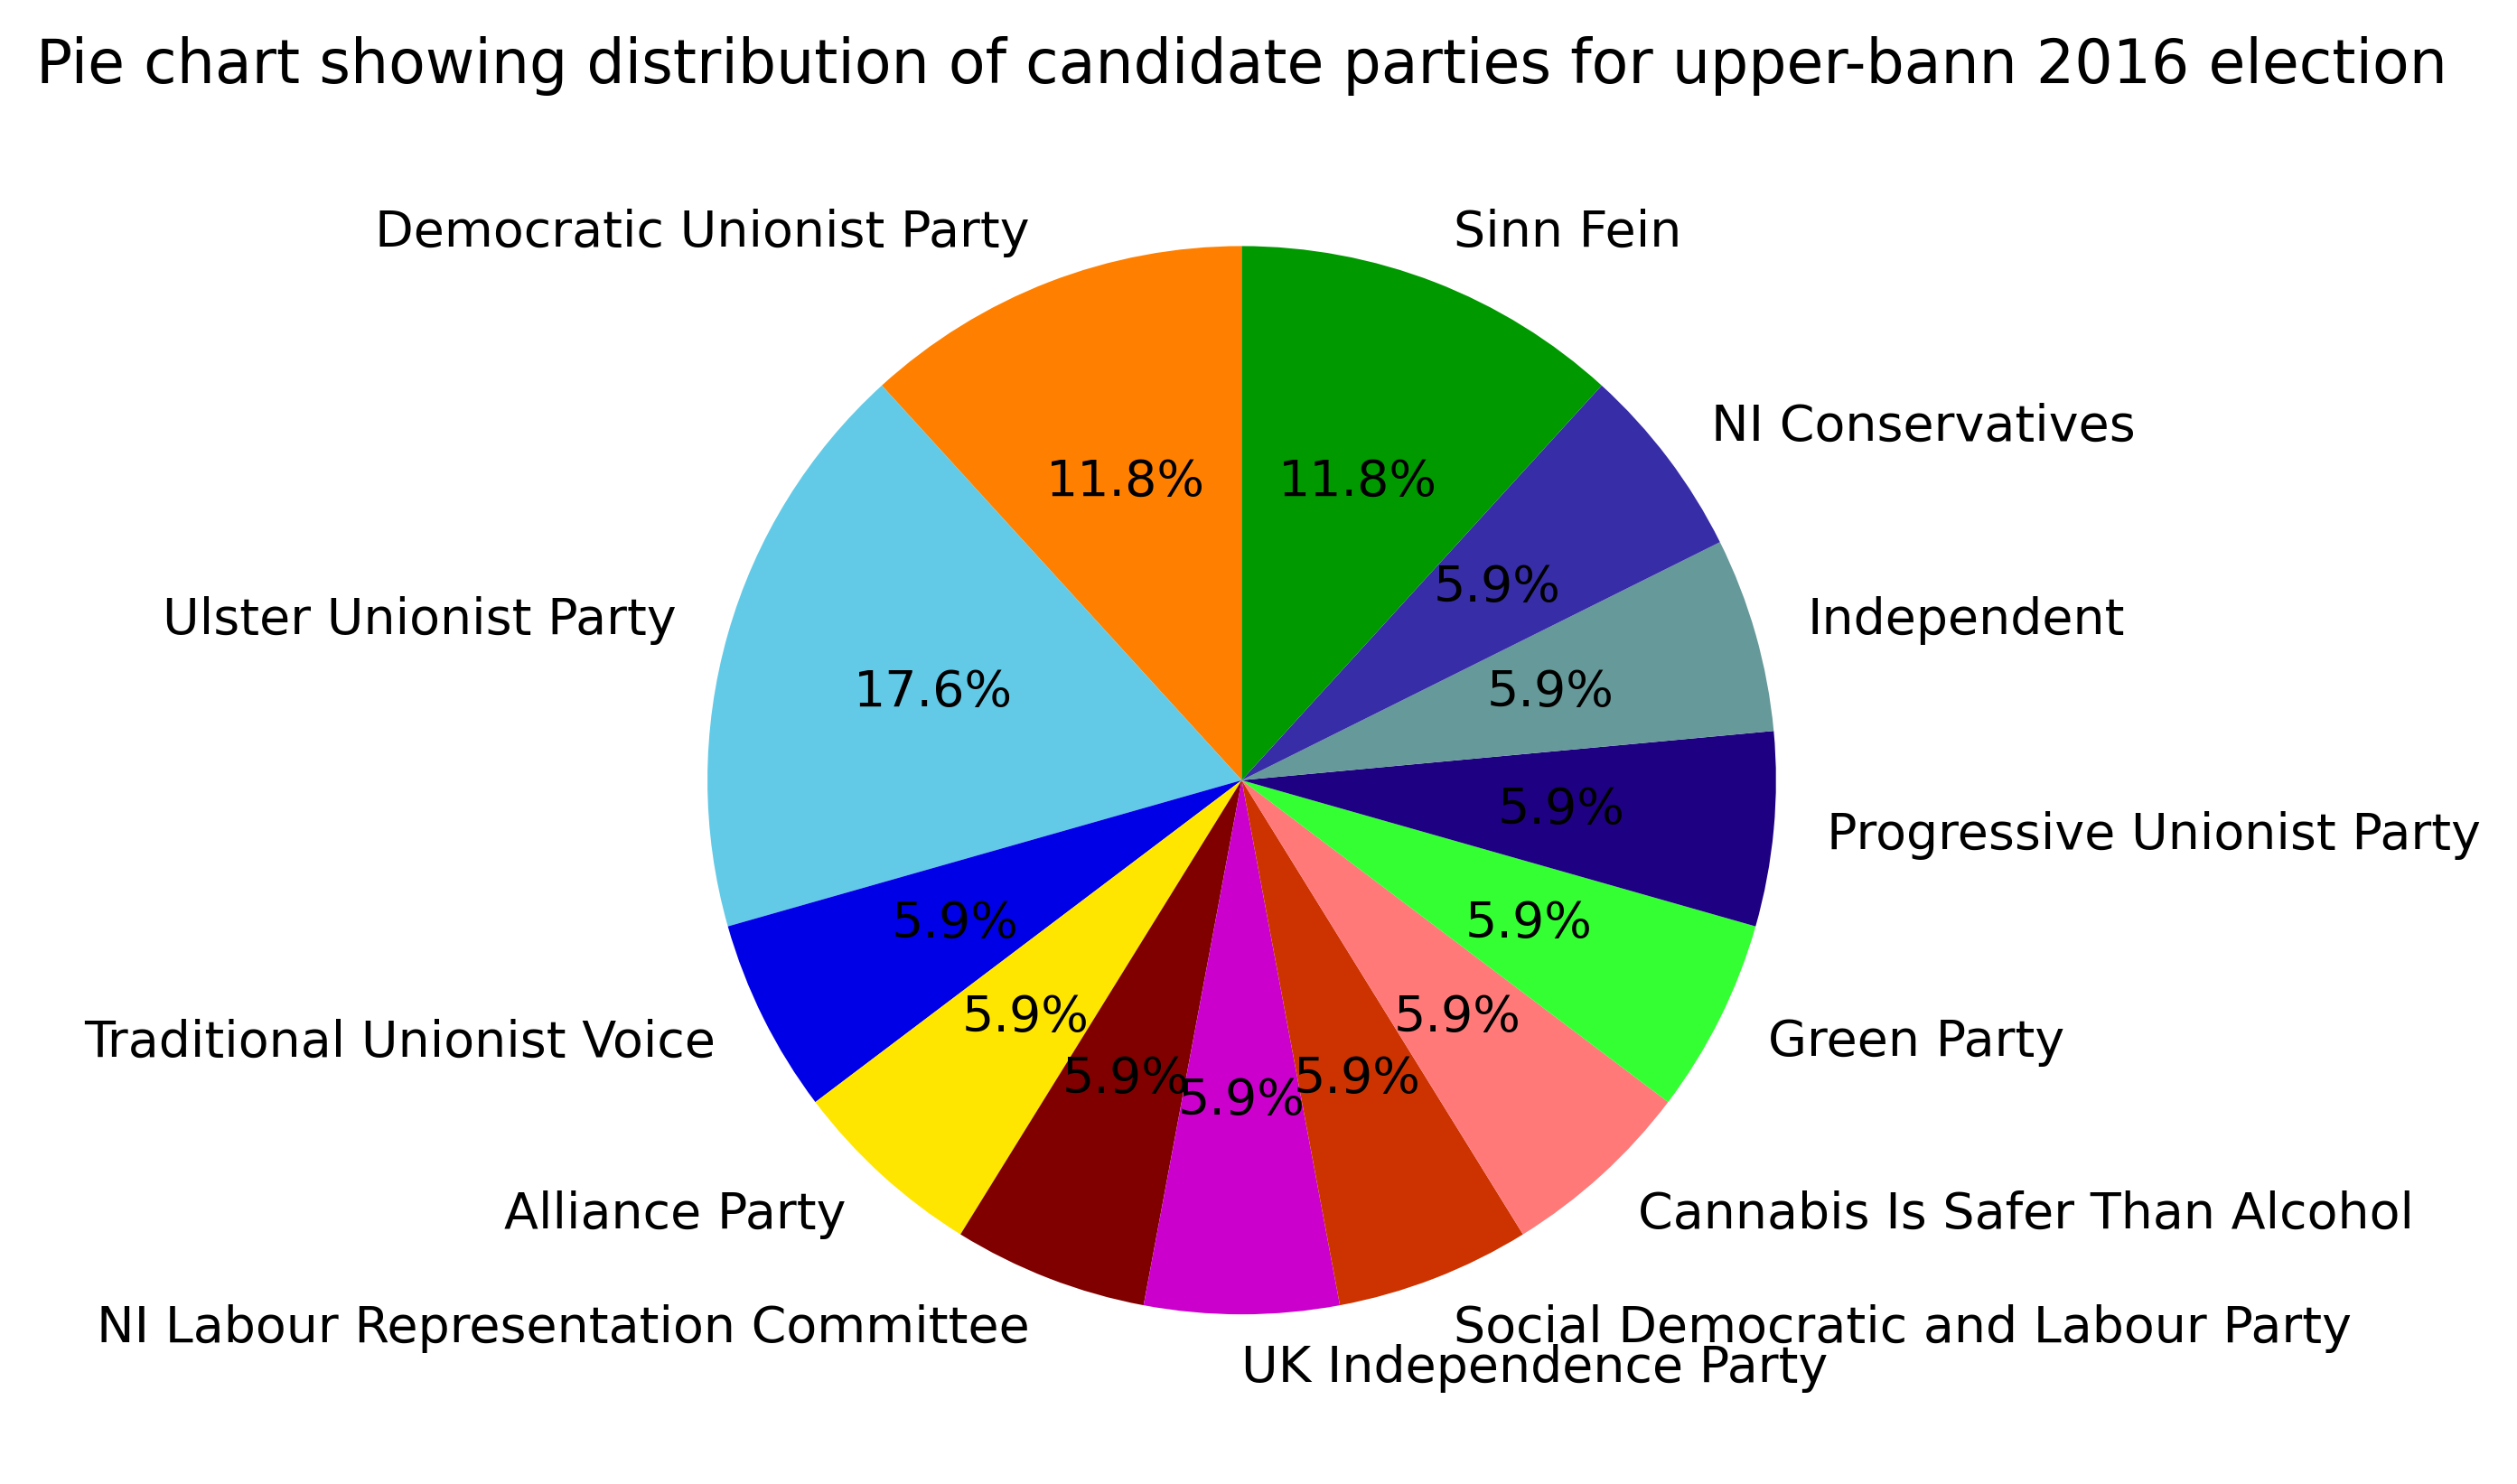 Pie chart showing distribution of candidate parties for upper-bann 2016 election
Democratic Unionist Party
Sinn Fein
NI Conservatives
11.8%
11.8%
5.9%
Ulster Unionist Party
Independent
17.6%
5.9%
5.9%
Progressive Unionist Party
5.9%
5.9%
Traditional Unionist Voice
5.9%
5.9%
Green Party
5.9%
5.9%
5.9%
Alliance Party
Cannabis Is Safer Than Alcohol
NI Labour Representation Committee
Social Democratic and Labour Party
UK Independence Party